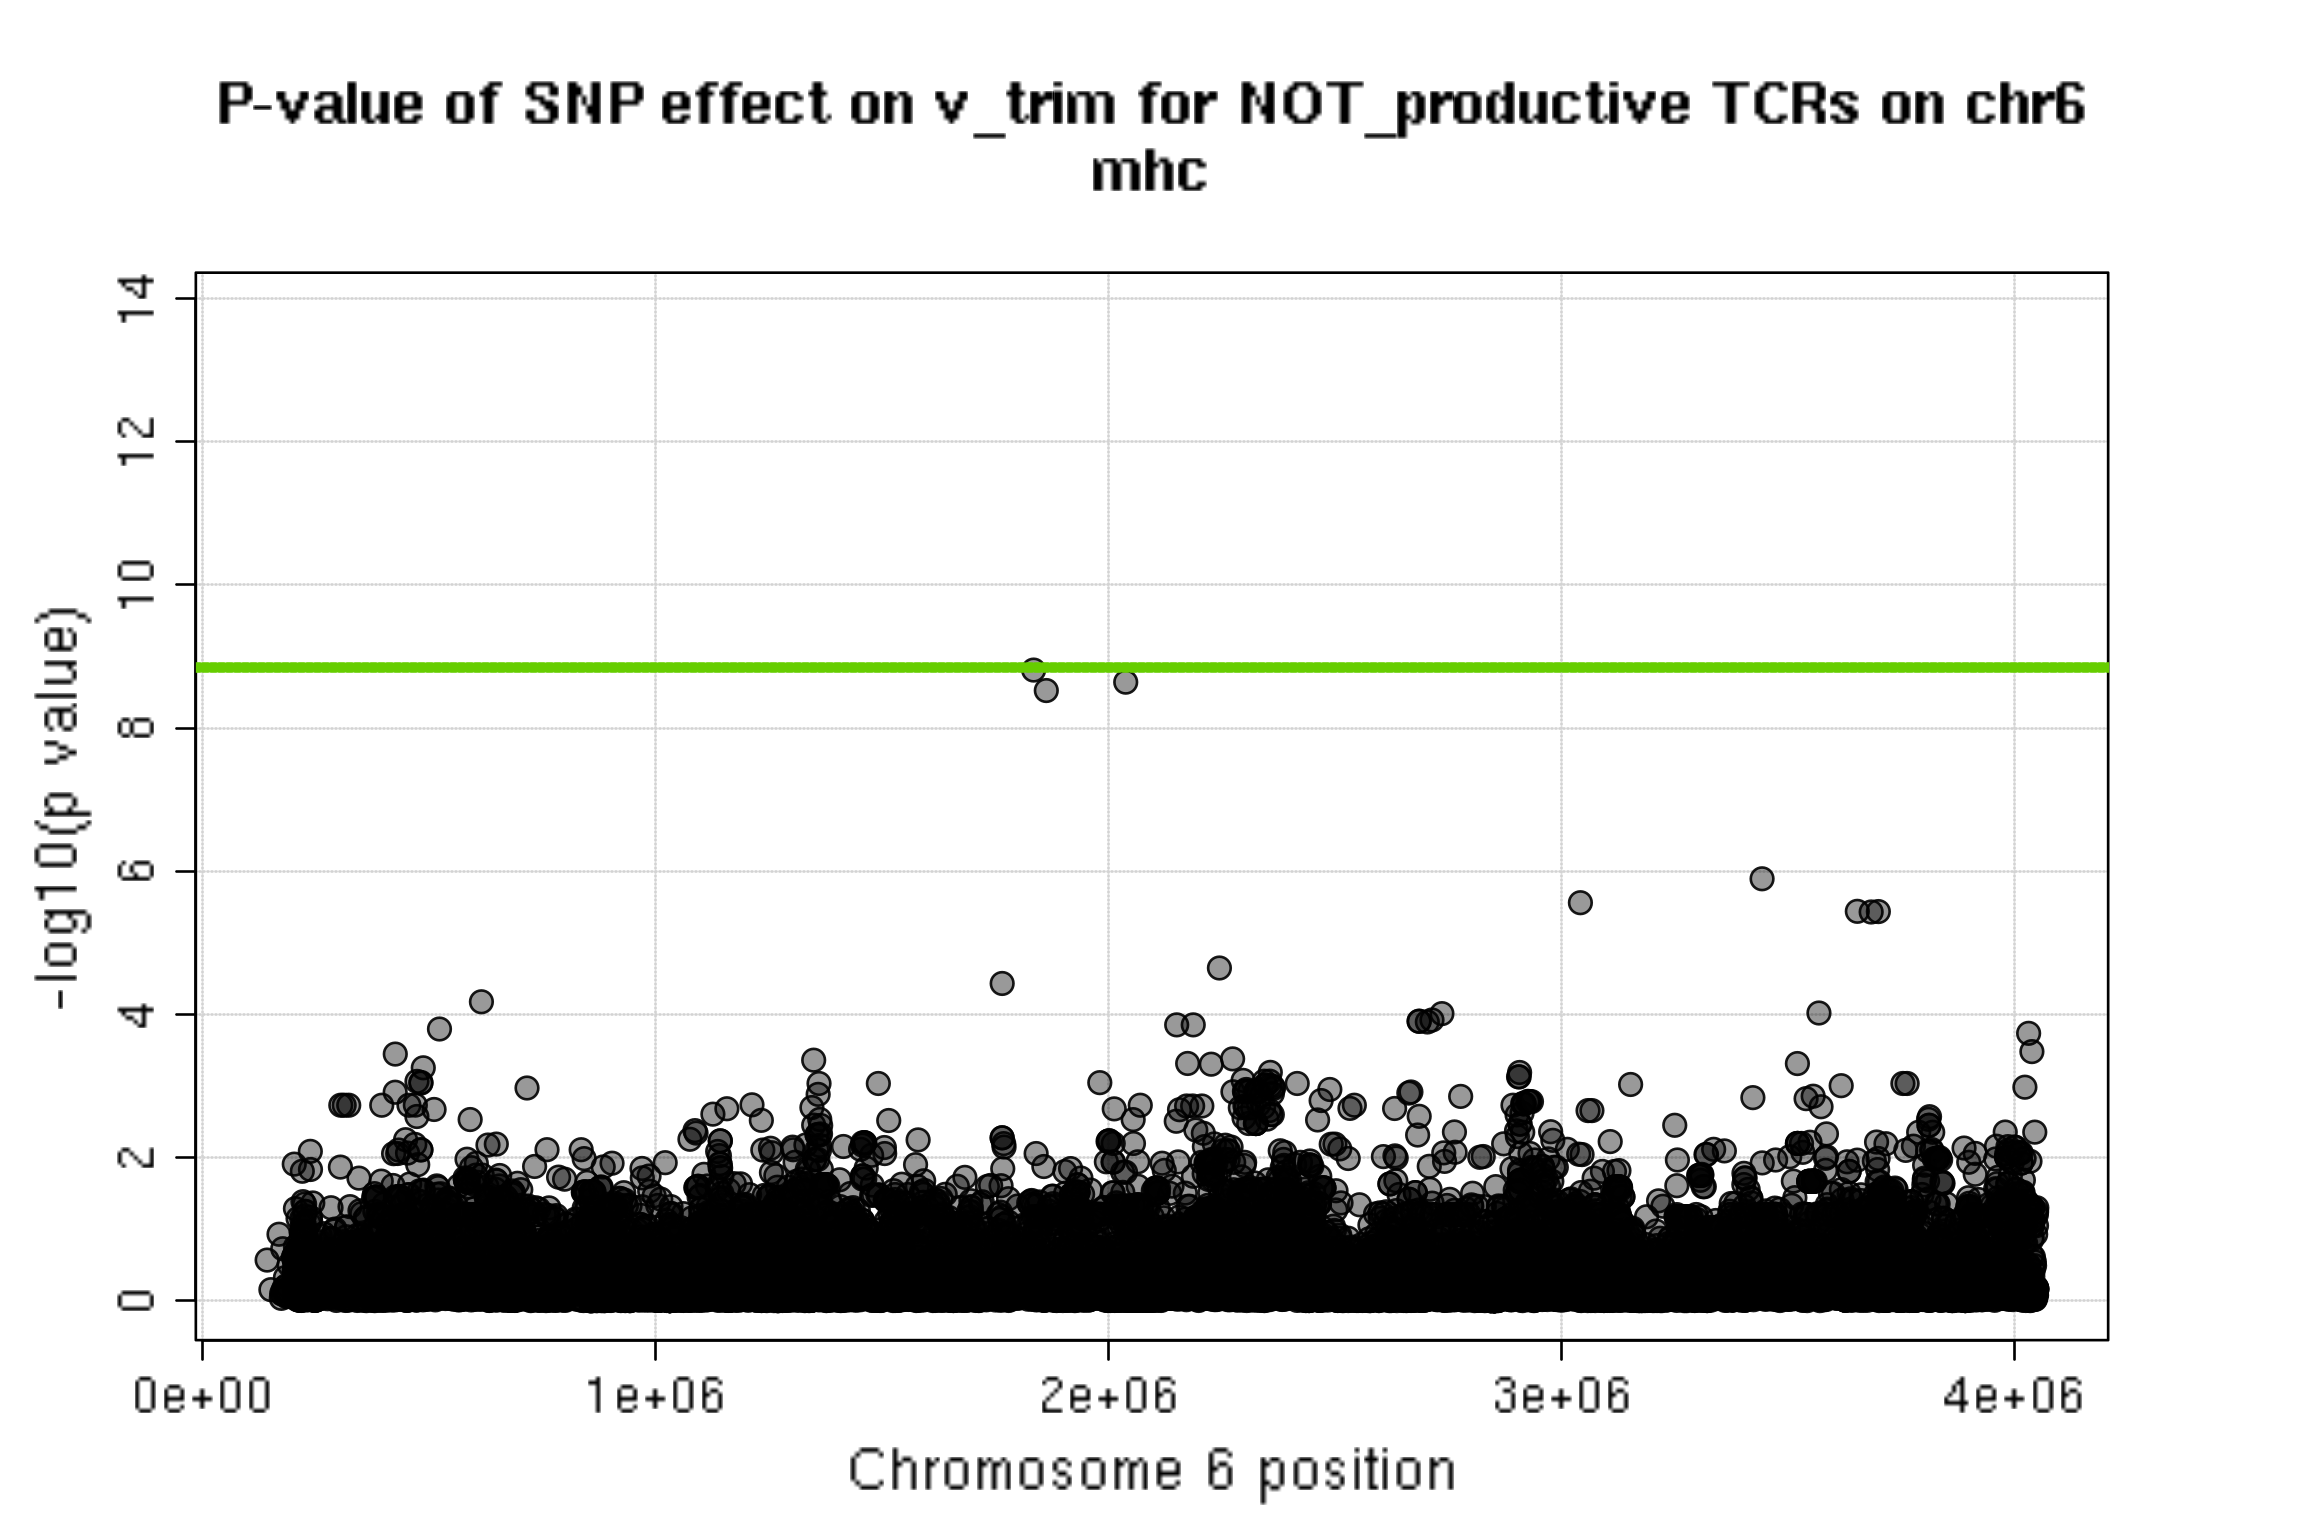 P-value of SNP effect on v_trim for NOT_productive TCRs on chr6
mhc
-log10(p value)
14
12
10
8
6
4
2
0
0e+00 1e+06 2e+06 3e+06 4e+06
Chromosome 6 position